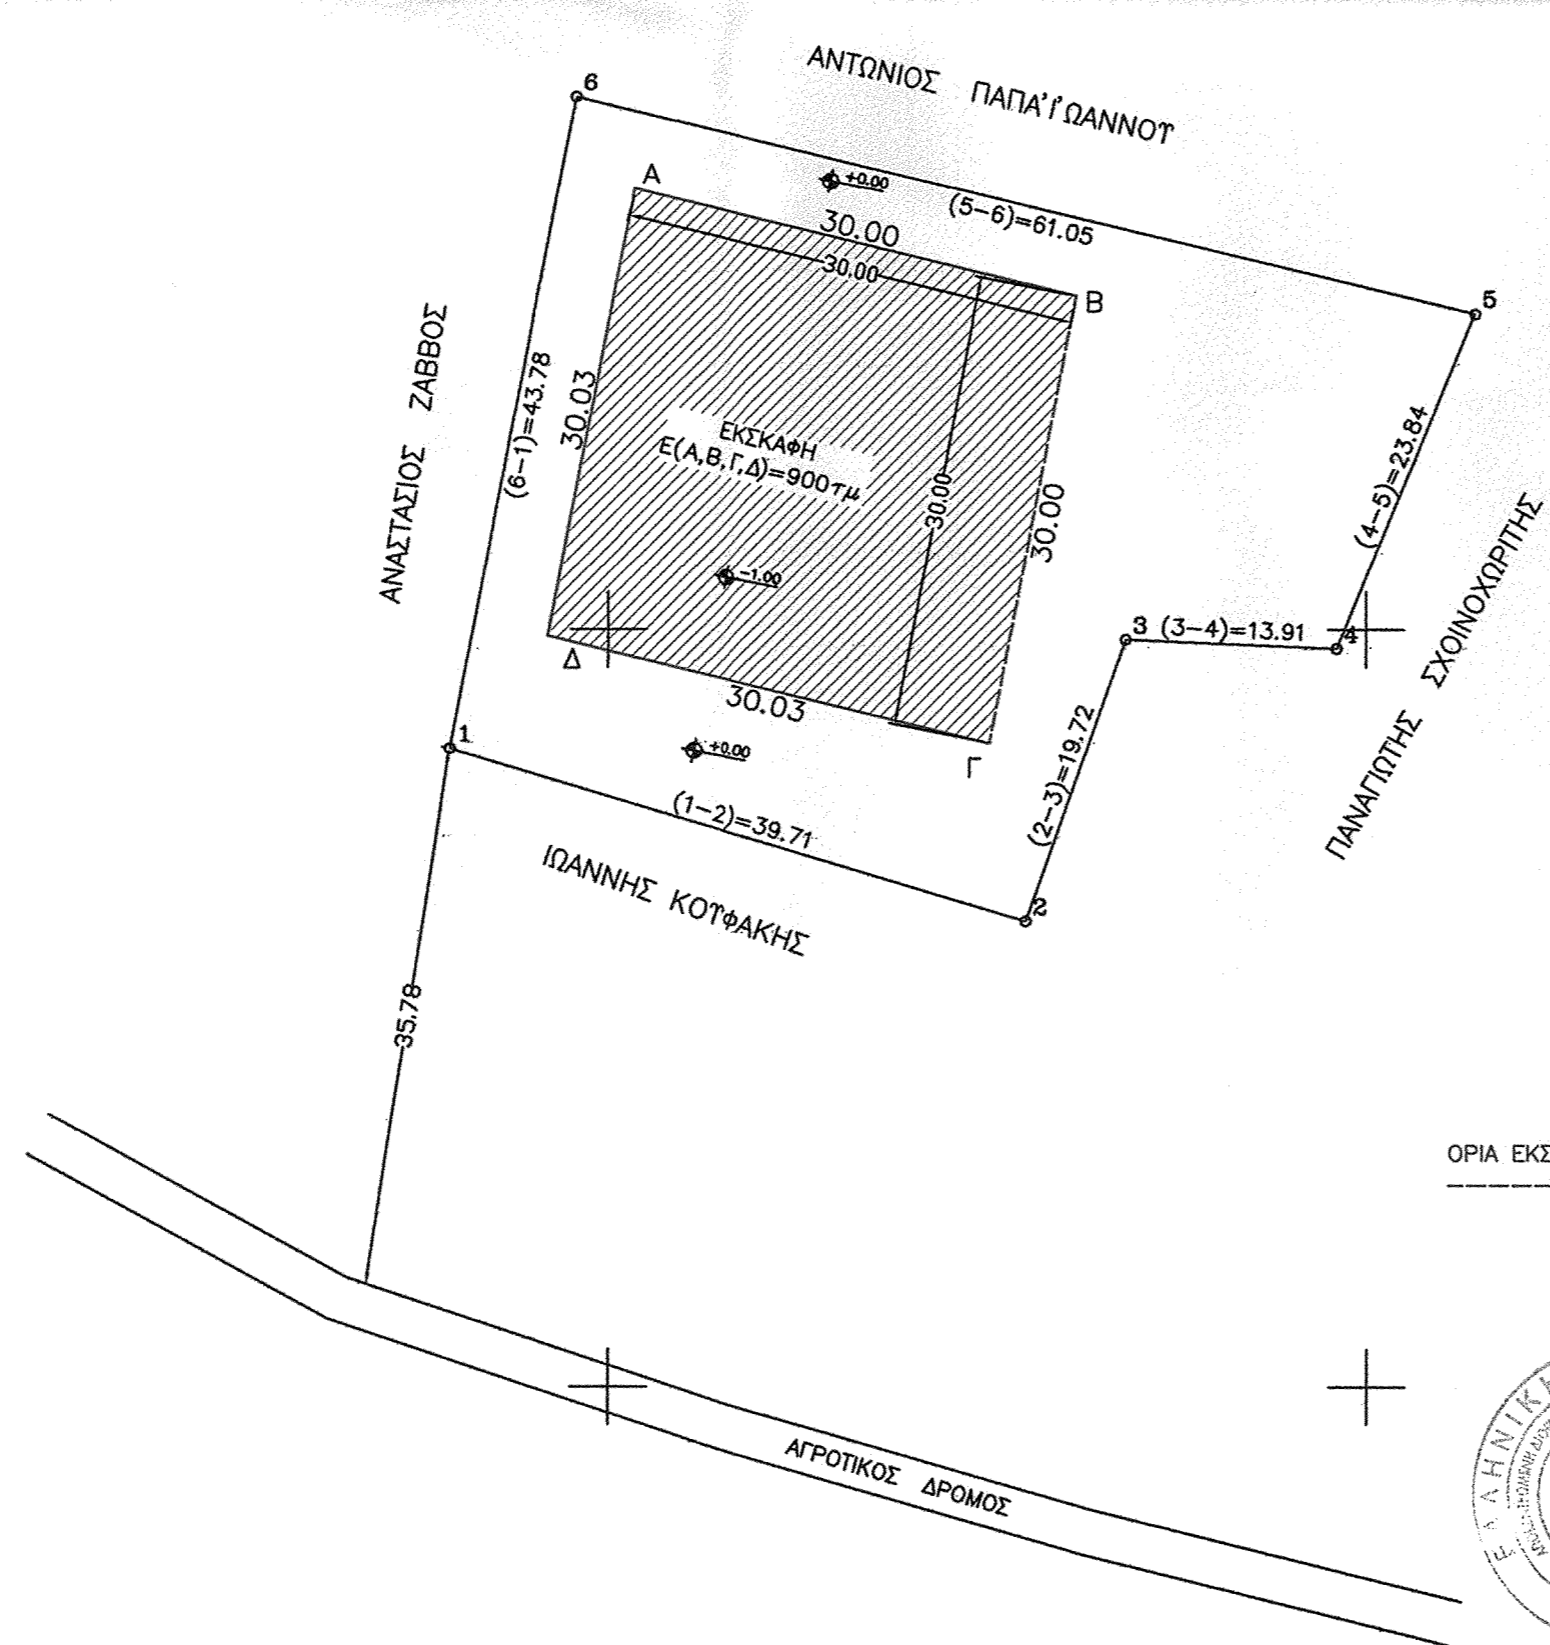 ΑΝΤΩΝΙΟΣ ΠΑΠΑ'Ι'ΩΑΝΝΟΥ
6
Α
+0.00
(5-6)=61.05
30.00
30.00
Β
5
ΑΝΑΣΤΑΣΙΟΣ ΖΑΒΒΟΣ
(6-1)=43.78
30.03
ΕΚΣΚΑΦΗ
Ε(Α,Β,Γ,Δ)=900τμ
30.00
30.00
(4-5)=23.84
ΠΑΝΑΓΙΩΤΗΣ ΣΧΟΙΝΟΧΩΡΙΤΗΣ
-1.00
3
(3-4)=13.91
4
Δ
30.03
(2-3)=19.72
1
+0.00
Γ
(1-2)=39.71
2
ΙΩΑΝΝΗΣ ΚΟΥΦΑΚΗΣ
35.78
ΟΡΙΑ ΕΚΣ
ΑΓΡΟΤΙΚΟΣ ΔΡΟΜΟΣ
ΕΛΛΗΝΙΚΗ